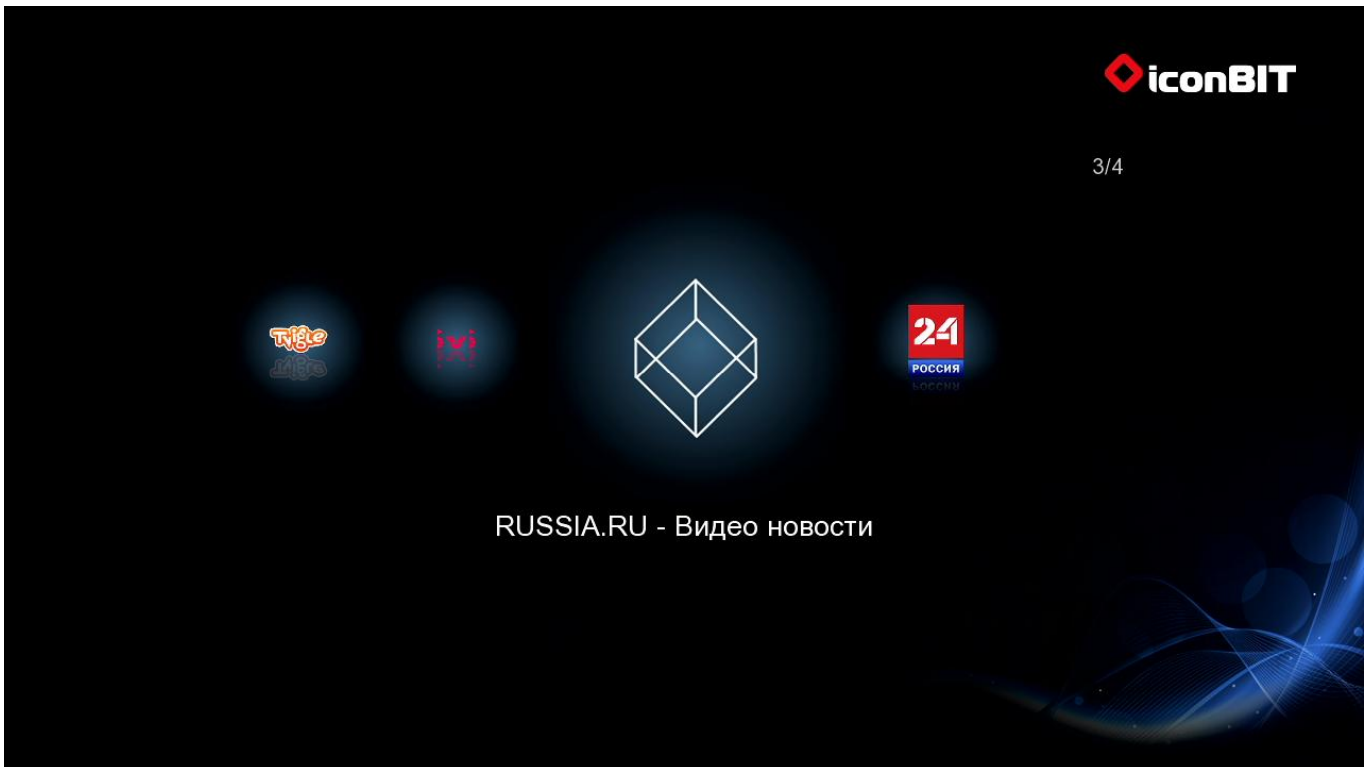 iconBIT
3/4
Tvigle
ivi
24
РОССИЯ
RUSSIA.RU - Видео новости